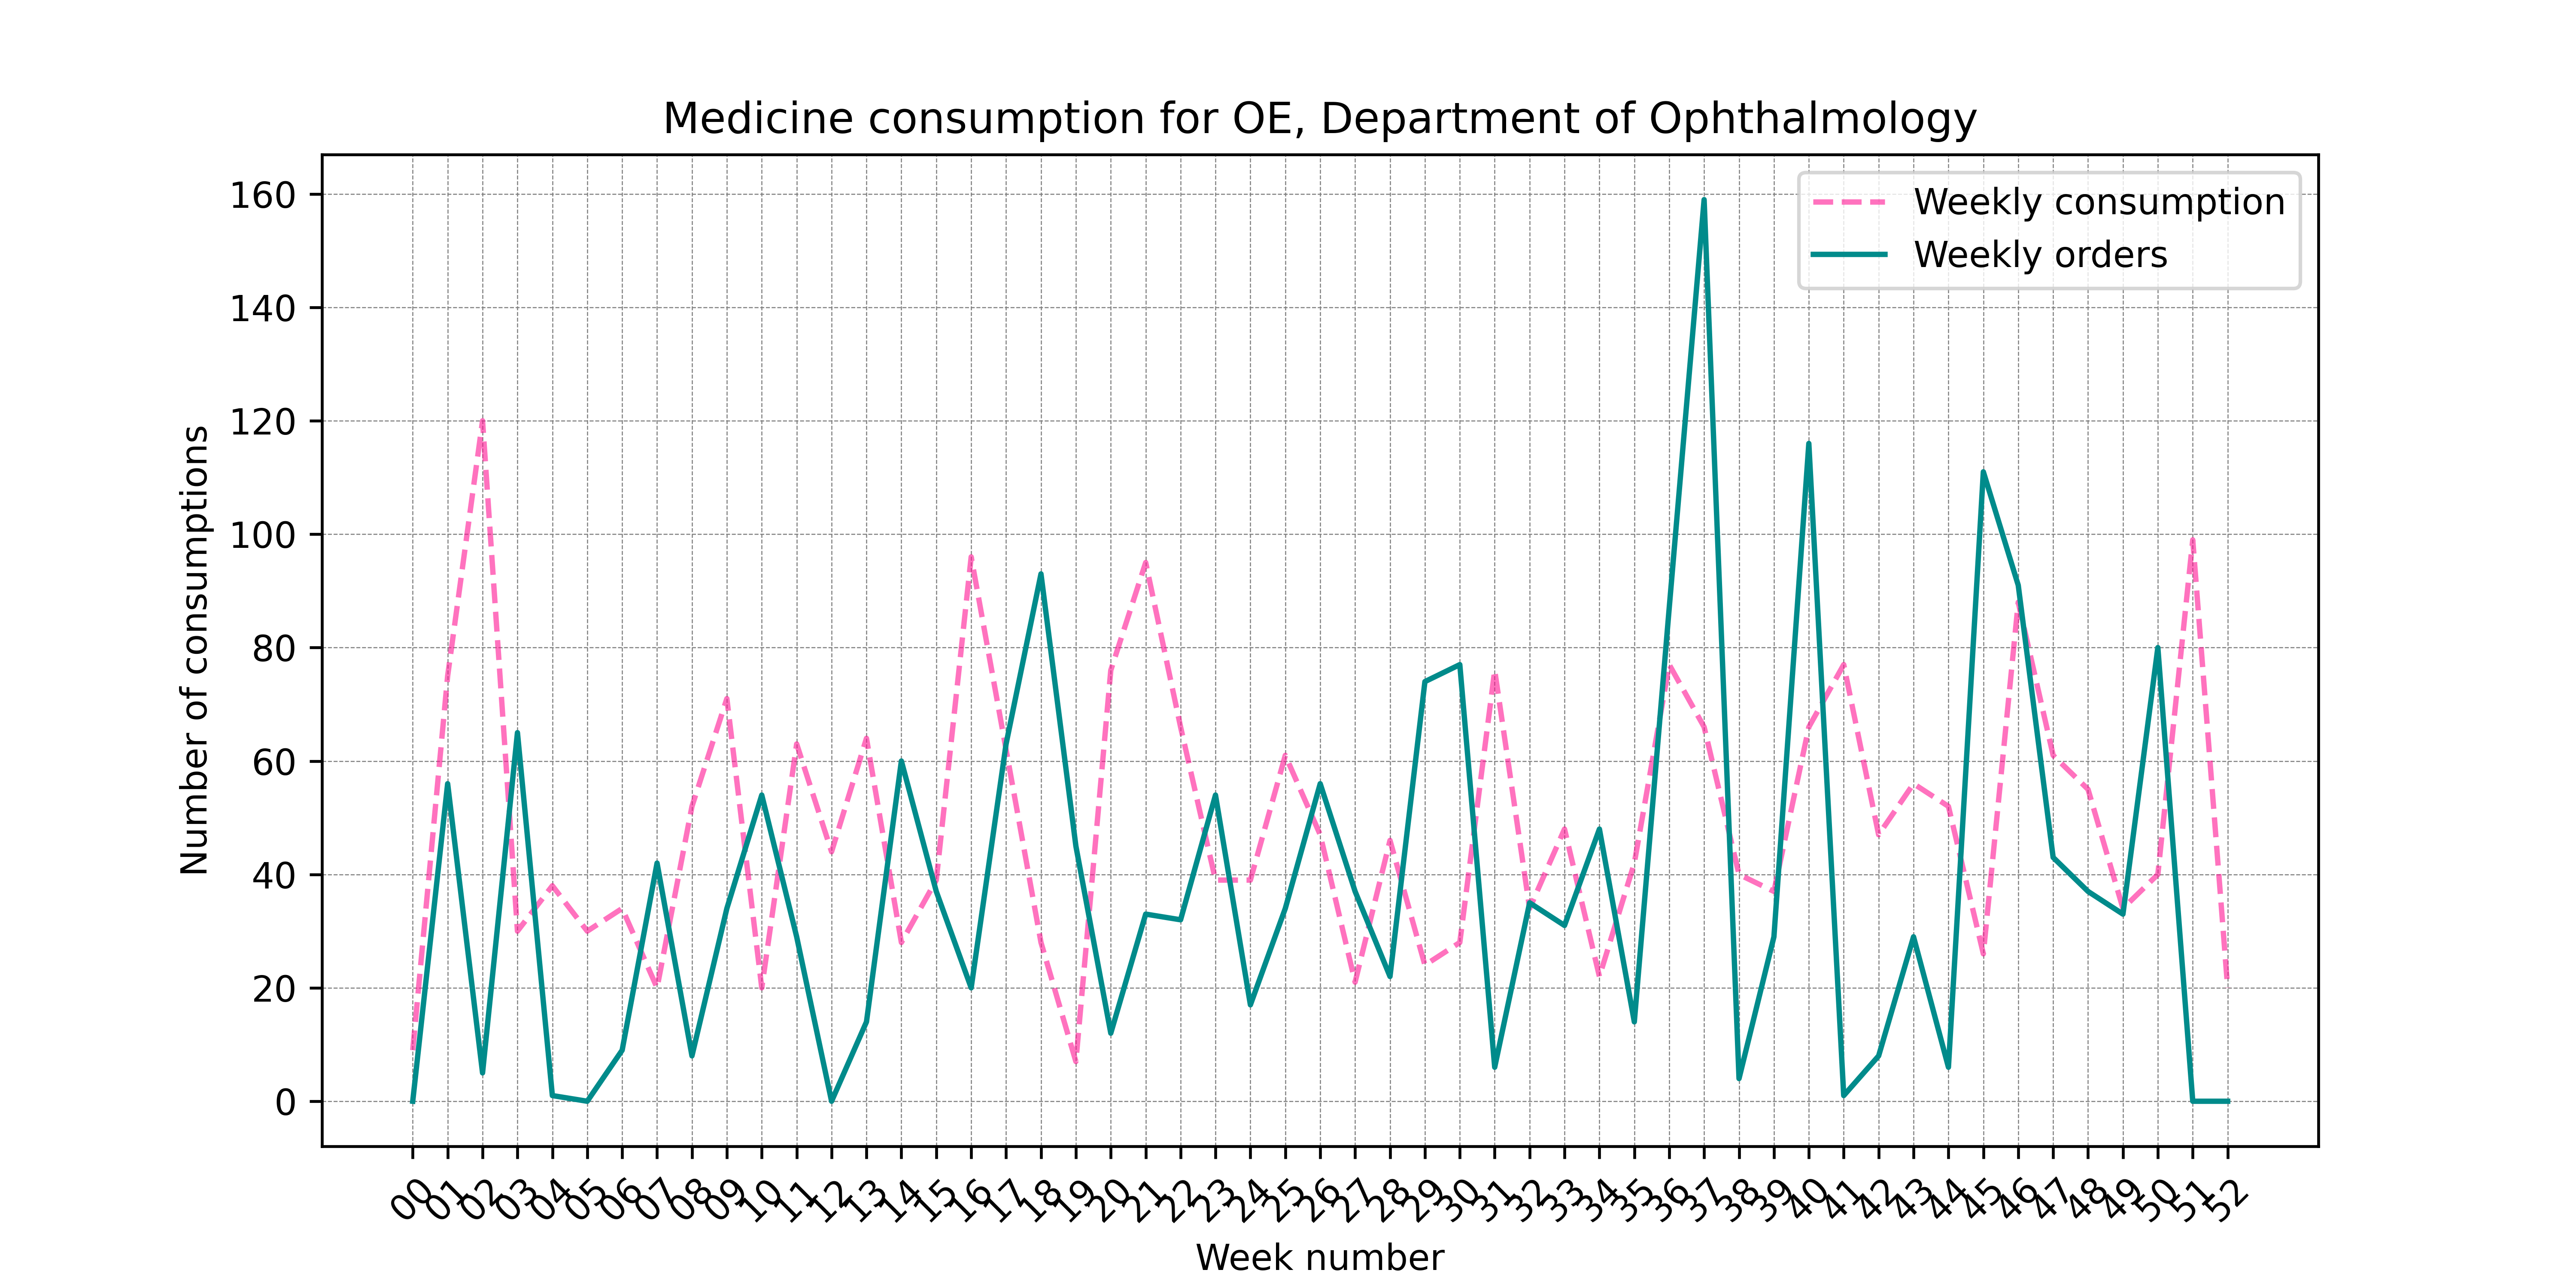 Medicine consumption for OE, Department of Ophthalmology
Number of consumptions
160
140
120
100
80
60
40
20
0
Weekly consumption
Weekly orders
00 01 02 03 04 05 06 07 08 09 10 11 12 13 14 15 16 17 18 19 20 21 22 23 24 25 26 27 28 29 30 31 32 33 34 35 36 37 38 39 40 41 42 43 44 45 46 47 48 49 50 51 52
Week number